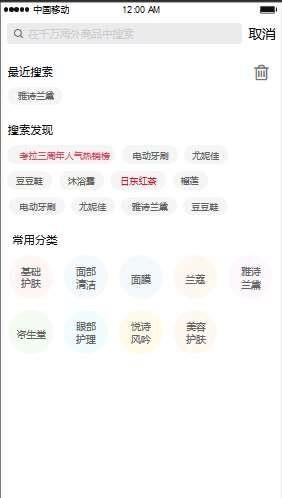 中国移动 12:00 AM
在千万海外商品中搜索 取消
最近搜索
雅诗兰黛
搜索发现
考拉三周年人气热销榜 电动牙刷 尤妮佳
豆豆鞋 沐浴露 日东红茶 榴莲
电动牙刷 尤妮佳 雅诗兰黛 豆豆鞋
常用分类
基础 面部 面膜 兰蔻 雅诗
护肤 清洁 兰黛
资生堂 眼部 悦诗 美容
护理 风吟 护肤